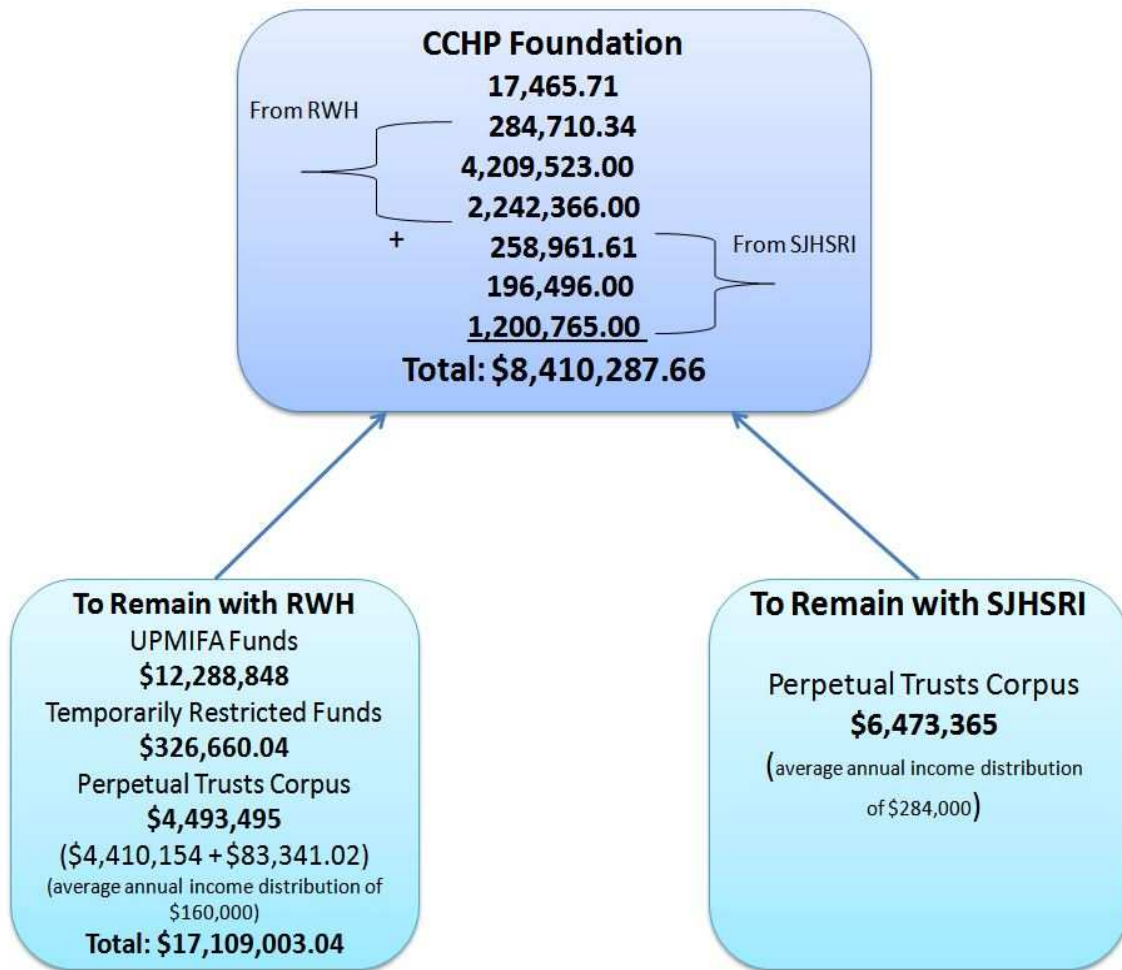 CCHP Foundation
17,465.71
From RWH
284,710.34
4,209,523.00
2,242,366.00
+
258,961.61
From SJHSRI
196,496.00
1,200,765.00
Total: $8,410,287.66
To Remain with RWH
UPMIFA Funds
$12,288,848
Temporarily Restricted Funds
$326,660.04
Perpetual Trusts Corpus
$4,493,495
($4,410,154 + $83,341.02)
(average annual income distribution of
$160,000)
Total: $17,109,003.04
To Remain with SJHSRI
Perpetual Trusts Corpus
$6,473,365
(average annual income distribution
of $284,000)